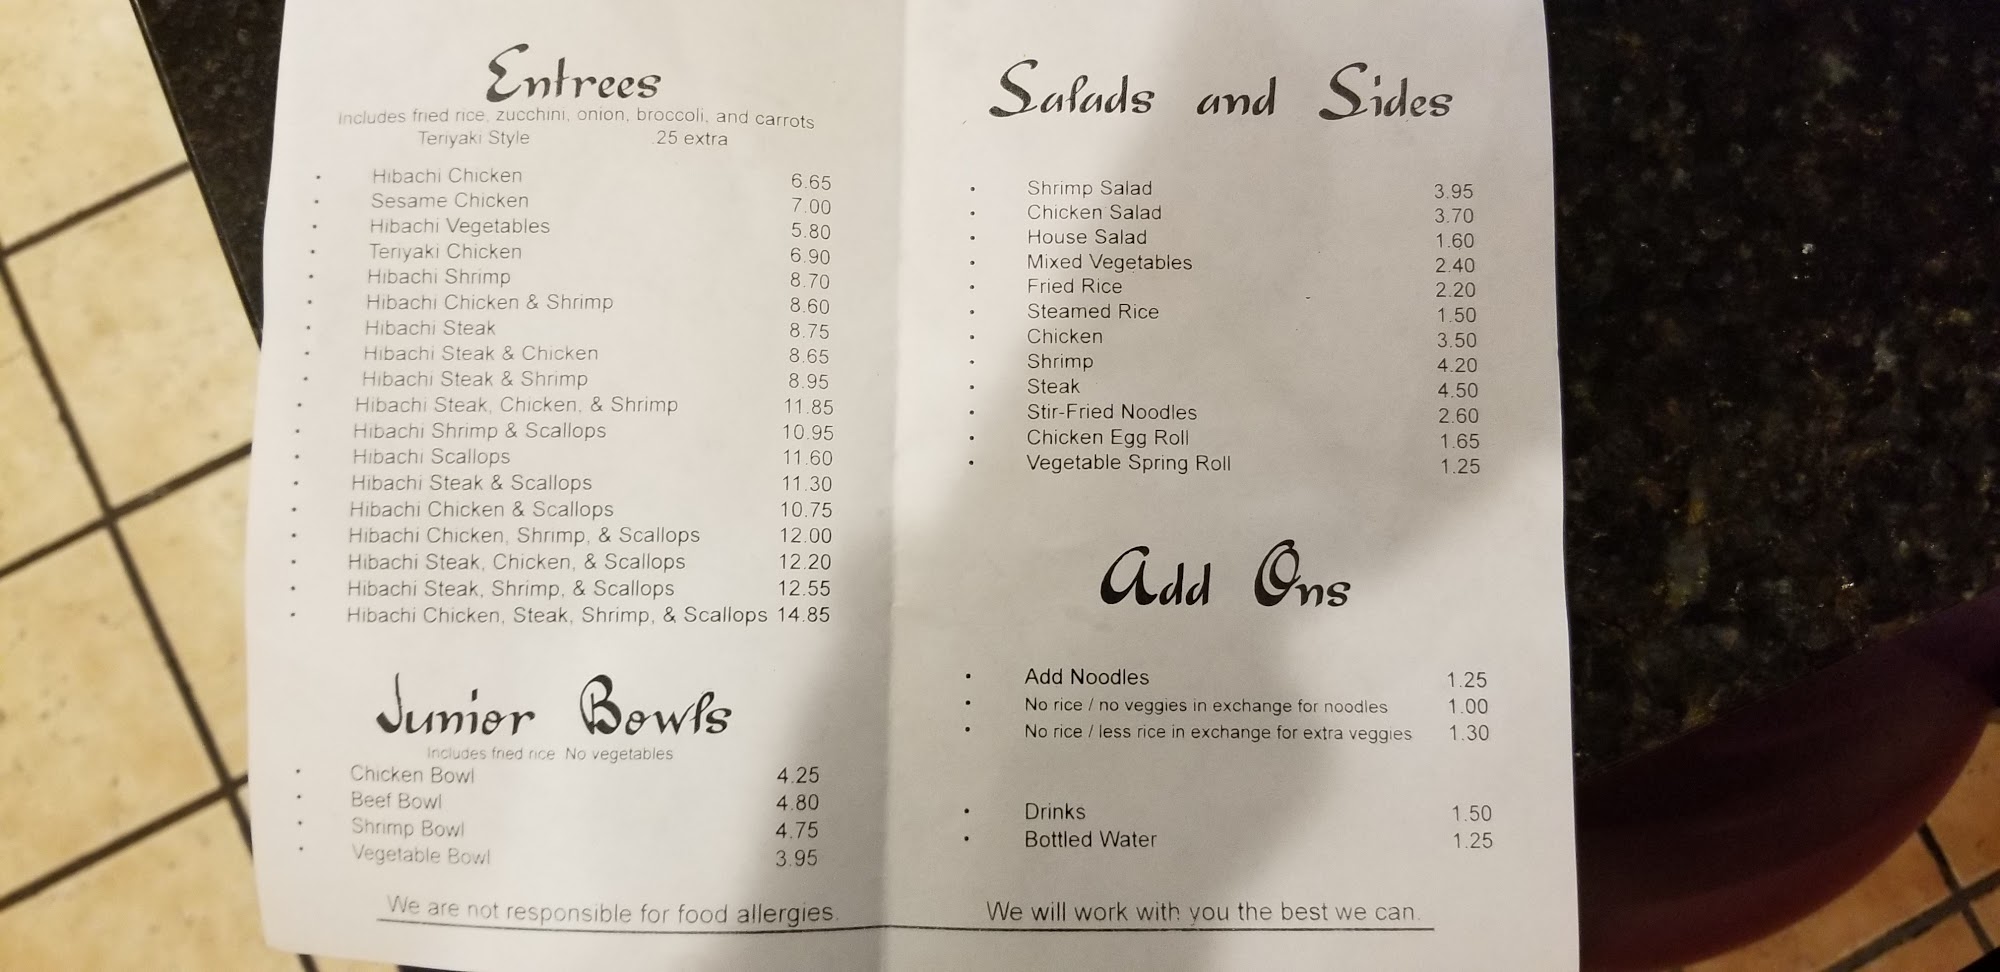 Entrees
Includes fried rice, zucchini, onion, broccoli, and carrots
Teriyaki Style .25 extra
• Hibachi Chicken 6.65
• Sesame Chicken 7.00
• Hibachi Vegetables 5.80
• Teriyaki Chicken 6.90
• Hibachi Shrimp 8.70
• Hibachi Chicken & Shrimp 8.60
• Hibachi Steak 8.75
• Hibachi Steak & Chicken 8.65
• Hibachi Steak & Shrimp 8.95
• Hibachi Steak, Chicken, & Shrimp 11.85
• Hibachi Shrimp & Scallops 10.95
• Hibachi Scallops 11.60
• Hibachi Steak & Scallops 11.30
• Hibachi Chicken & Scallops 10.75
• Hibachi Chicken, Shrimp, & Scallops 12.00
• Hibachi Steak, Chicken, & Scallops 12.20
• Hibachi Steak, Shrimp, & Scallops 12.55
• Hibachi Chicken, Steak, Shrimp, & Scallops 14.85
Junior Bowls
Includes fried rice No vegetables
• Chicken Bowl 4.25
• Beef Bowl 4.80
• Shrimp Bowl 4.75
• Vegetable Bowl 3.95
We are not responsible for food allergies.
Salads and Sides
• Shrimp Salad 3.95
• Chicken Salad 3.70
• House Salad 1.60
• Mixed Vegetables 2.40
• Fried Rice 2.20
• Steamed Rice 1.50
• Chicken 3.50
• Shrimp 4.20
• Steak 4.50
• Stir-Fried Noodles 2.60
• Chicken Egg Roll 1.65
• Vegetable Spring Roll 1.25
Add Ons
• Add Noodles 1.25
• No rice / no veggies in exchange for noodles 1.00
• No rice / less rice in exchange for extra veggies 1.30
• Drinks 1.50
• Bottled Water 1.25
We will work with you the best we can.